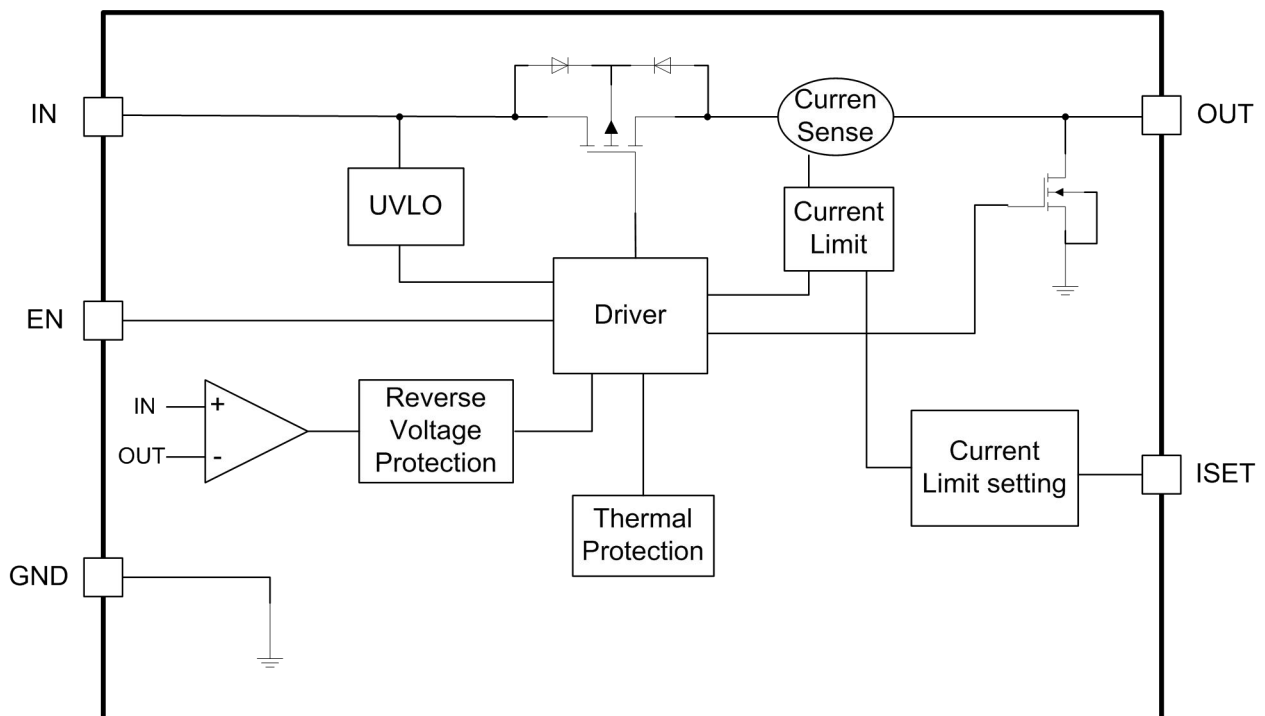 IN
Curren
Sense
OUT
UVLO
Current
Limit
EN
Driver
IN
+
OUT
-
Reverse
Voltage
Protection
Current
Limit setting
ISET
Thermal
Protection
GND